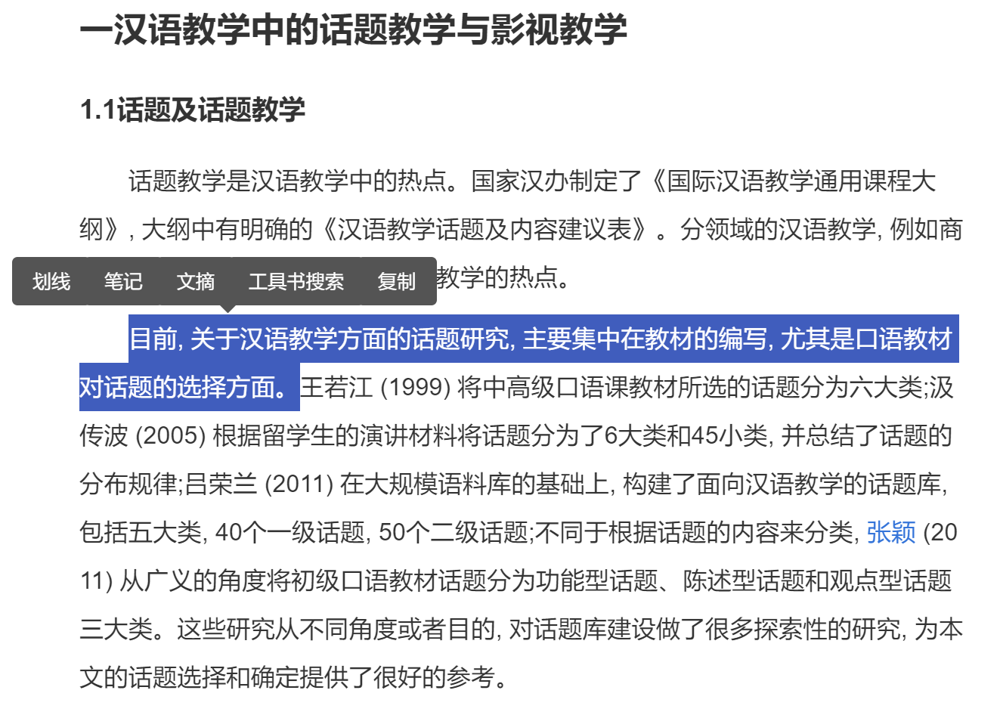 一汉语教学中的话题教学与影视教学
1.1话题及话题教学
话题教学是汉语教学中的热点。国家汉办制定了《国际汉语教学通用课程大
纲》, 大纲中有明确的《汉语教学话题及内容建议表》。分领域的汉语教学, 例如商
划线 笔记 文摘 工具书搜索 复制
教学的热点。
目前, 关于汉语教学方面的话题研究, 主要集中在教材的编写, 尤其是口语教材
对话题的选择方面。王若江 (1999) 将中高级口语课教材所选的话题分为六大类;汲
传波 (2005) 根据留学生的演讲材料将话题分为了6大类和45小类, 并总结了话题的
分布规律;吕荣兰 (2011) 在大规模语料库的基础上, 构建了面向汉语教学的话题库,
包括五大类, 40个一级话题, 50个二级话题;不同于根据话题的内容来分类, 张颖 (20
11) 从广义的角度将初级口语教材话题分为功能型话题、陈述型话题和观点型话题
三大类。这些研究从不同角度或者目的, 对话题库建设做了很多探索性的研究, 为本
文的话题选择和确定提供了很好的参考。